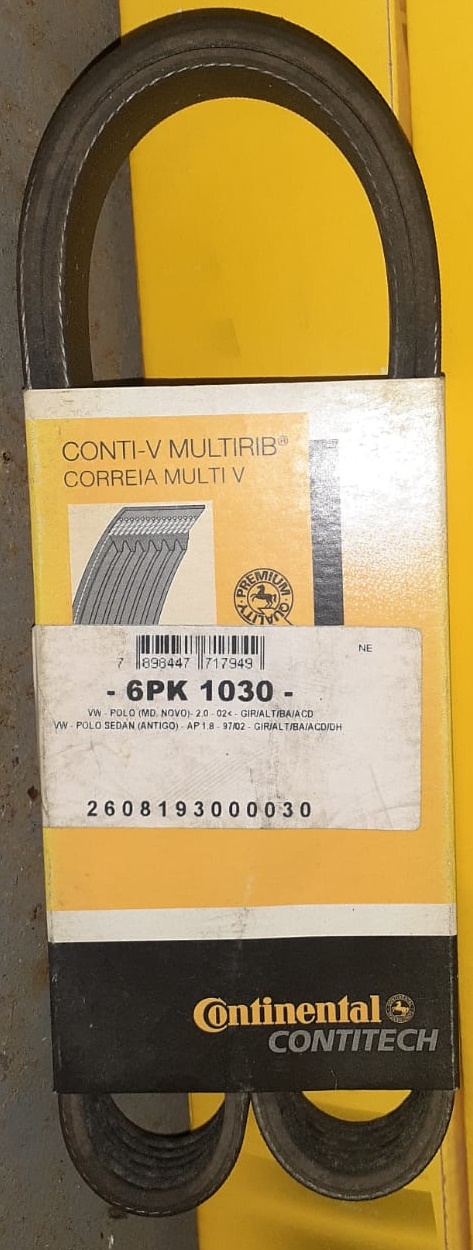 CONTI-V MULTIRIB®
CORREIA MULTI V
PREMIUM QUALITY
NE
7 898447 717949
- 6PK 1030 -
VW - POLO (MD. NOVO)- 2.0 - 02< - GIR/ALT/BA/ACD
VW - POLO SEDAN (ANTIGO) - AP 1.8 - 97/02 - GIR/ALT/BA/ACD/DH
2608193000030
Continental
CONTITECH